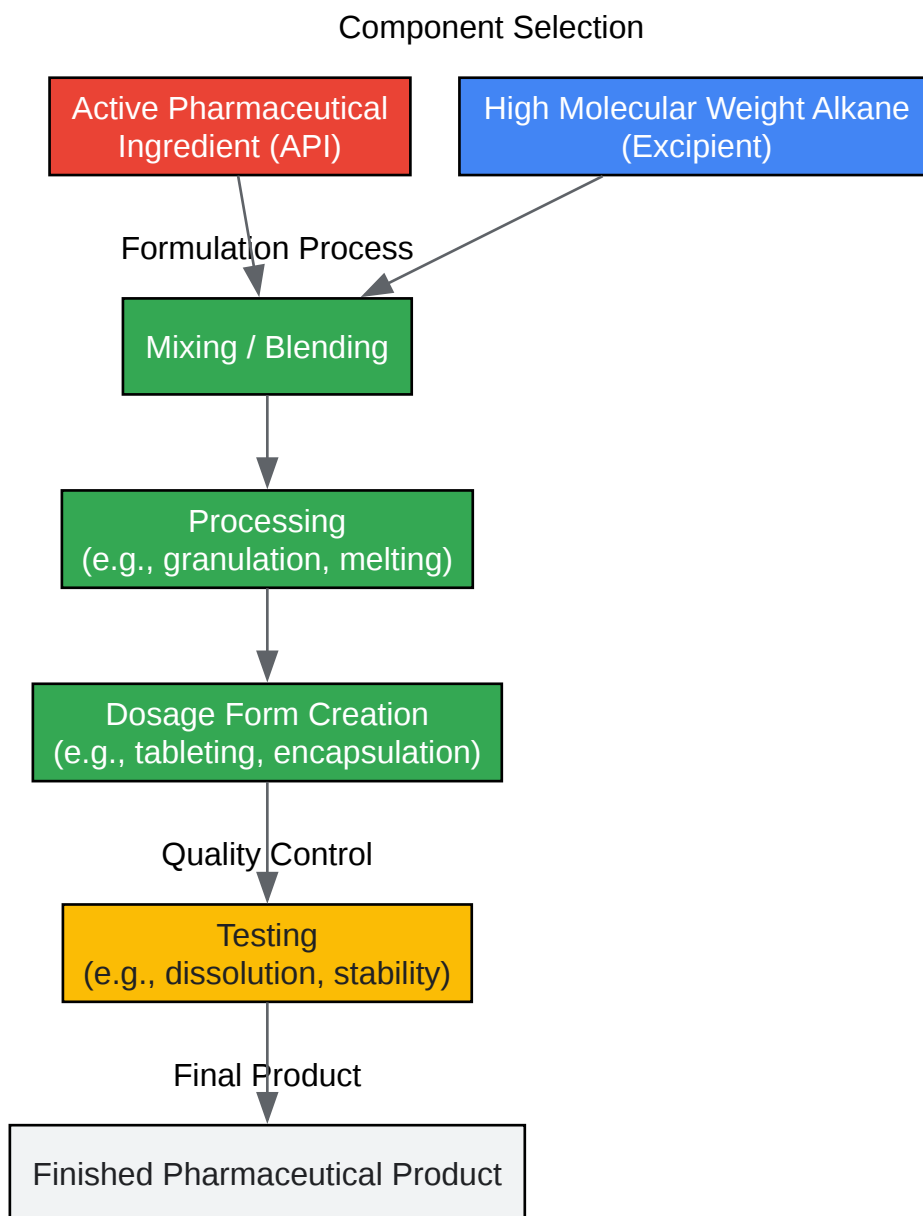 Component Selection
Active Pharmaceutical
Ingredient (API)
High Molecular Weight Alkane
(Excipient)
Formulation Process
Mixing / Blending
Processing
(e.g., granulation, melting)
Dosage Form Creation
(e.g., tableting, encapsulation)
Quality Control
Testing
(e.g., dissolution, stability)
Final Product
Finished Pharmaceutical Product